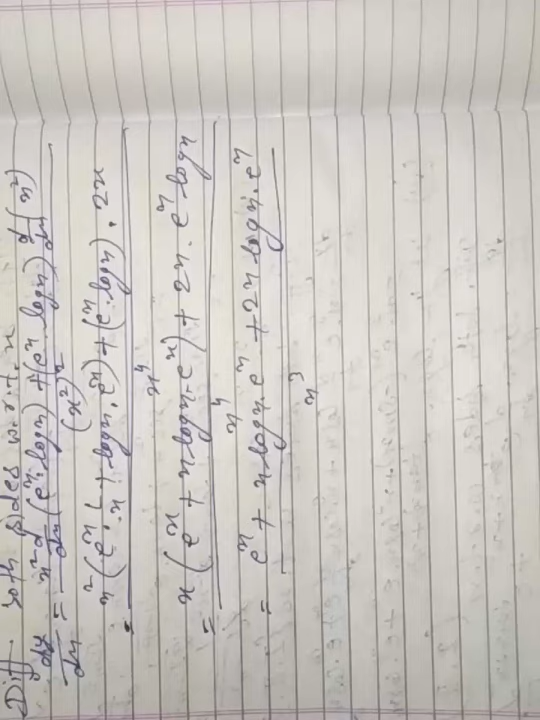 Diff. both sides w.r.t. x
dy/dx = x² d/dx (eˣ. logx) + (eˣ. logx) d/dx (x²) / (x²)²
= x² (eˣ. 1/x + logx. eˣ) + (eˣ. logx) . 2x / x⁴
= x (eˣ + x. logx. eˣ) + 2x. eˣ. logx / x⁴
= eˣ + x. logx. eˣ + 2x logx. eˣ / x³